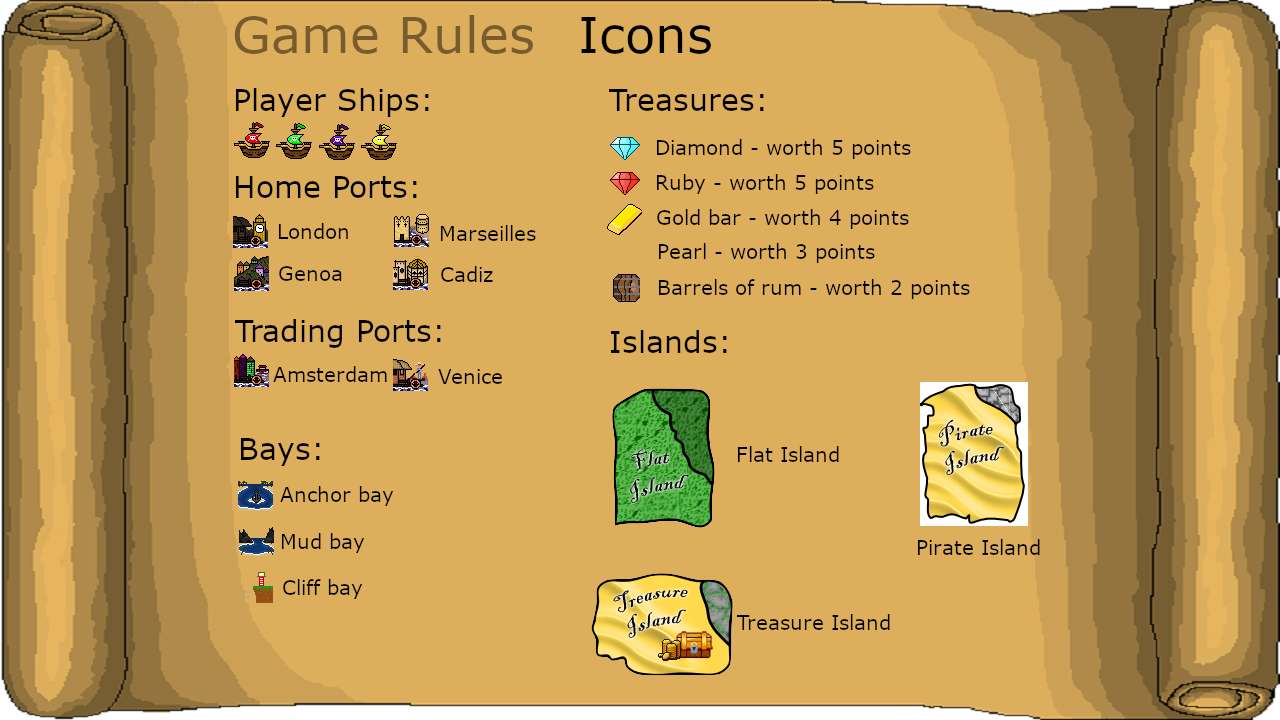 Game Rules Icons
Player Ships:
Home Ports:
London
Marseilles
Genoa
Cadiz
Trading Ports:
Amsterdam
Venice
Bays:
Anchor bay
Mud bay
Cliff bay
Treasures:
Diamond - worth 5 points
Ruby - worth 5 points
Gold bar - worth 4 points
Pearl - worth 3 points
Barrels of rum - worth 2 points
Islands:
Flat
Island
Flat Island
Pirate
Island
Pirate Island
Treasure
Island
Treasure Island